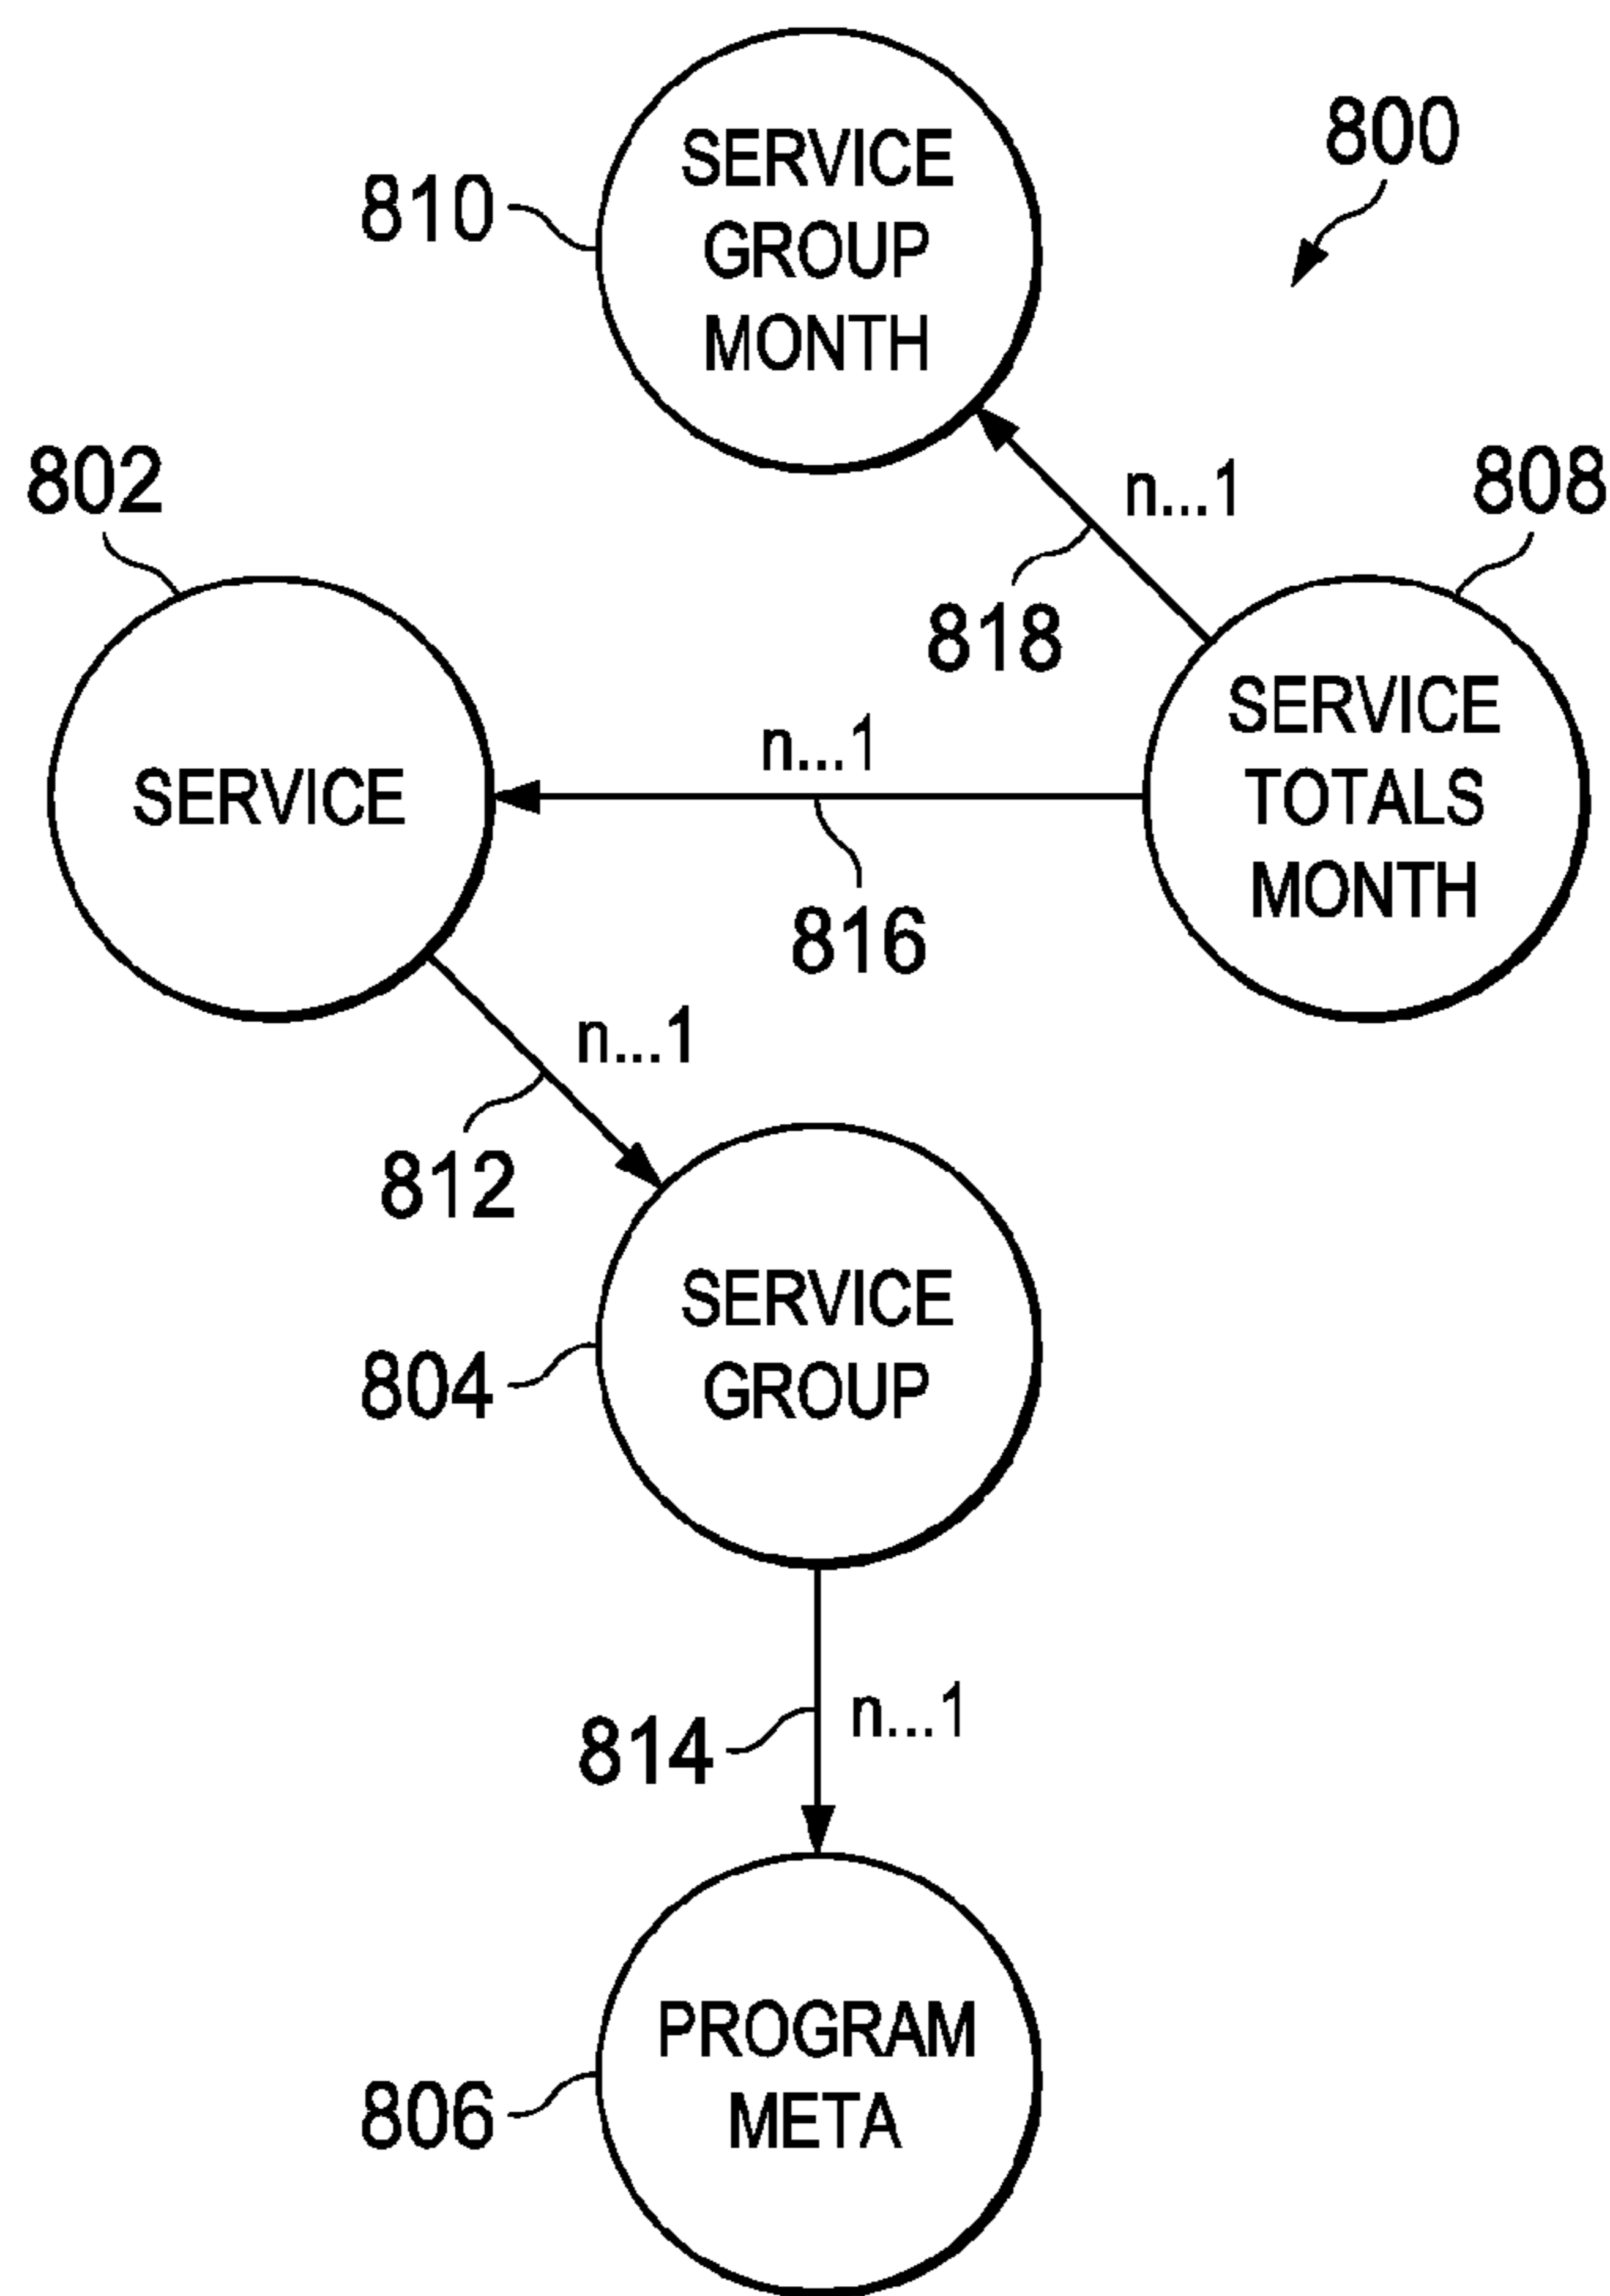 800
SERVICE
GROUP
MONTH
810
802
808
n...1
818
SERVICE
SERVICE
TOTALS
MONTH
n...1
816
n...1
812
SERVICE
GROUP
804
n...1
814
PROGRAM
META
806